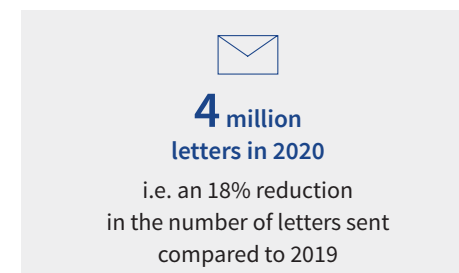 4 million
letters in 2020
i.e. an 18% reduction
in the number of letters sent
compared to 2019